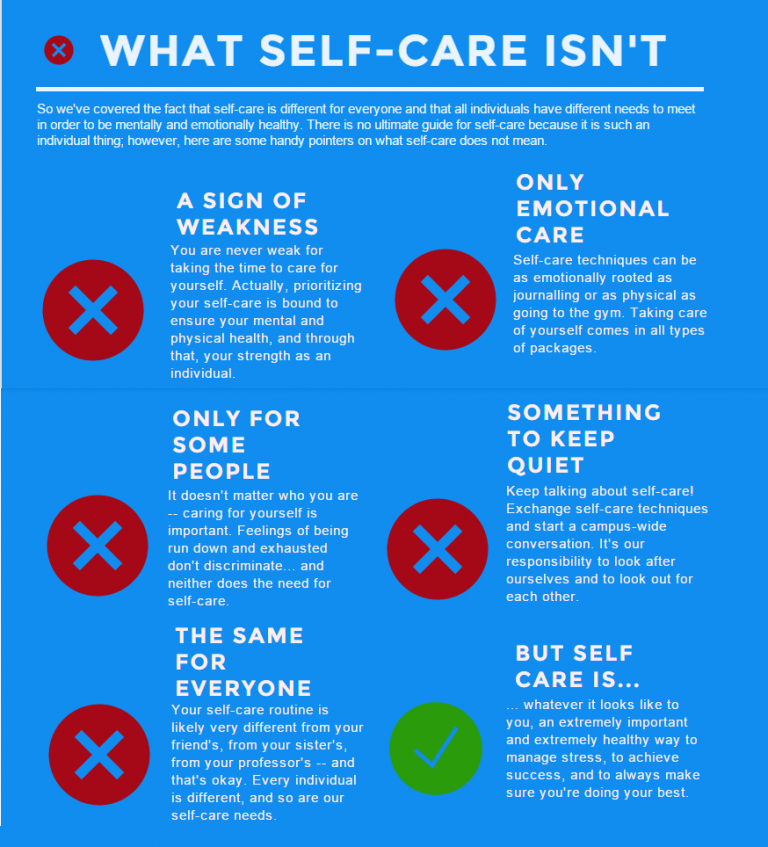 WHAT SELF-CARE ISN'T
So we've covered the fact that self-care is different for everyone and that all individuals have different needs to meet
in order to be mentally and emotionally healthy. There is no ultimate guide for self-care because it is such an
individual thing; however, here are some handy pointers on what self-care does not mean.
A SIGN OF
WEAKNESS
You are never weak for
taking the time to care for
yourself. Actually, prioritizing
your self-care is bound to
ensure your mental and
physical health, and through
that, your strength as an
individual.
ONLY
EMOTIONAL
CARE
Self-care techniques can be
as emotionally rooted as
journalling or as physical as
going to the gym. Taking care
of yourself comes in all types
of packages.
ONLY FOR
SOME
PEOPLE
It doesn't matter who you are
-- caring for yourself is
important. Feelings of being
run down and exhausted
don't discriminate... and
neither does the need for
self-care.
SOMETHING
TO KEEP
QUIET
Keep talking about self-care!
Exchange self-care techniques
and start a campus-wide
conversation. It's our
responsibility to look after
ourselves and to look out for
each other.
THE SAME
FOR
EVERYONE
Your self-care routine is
likely very different from your
friend's, from your sister's,
from your professor's -- and
that's okay. Every individual
is different, and so are our
self-care needs.
BUT SELF
CARE IS...
... whatever it looks like to
you, an extremely important
and extremely healthy way to
manage stress, to achieve
success, and to always make
sure you're doing your best.